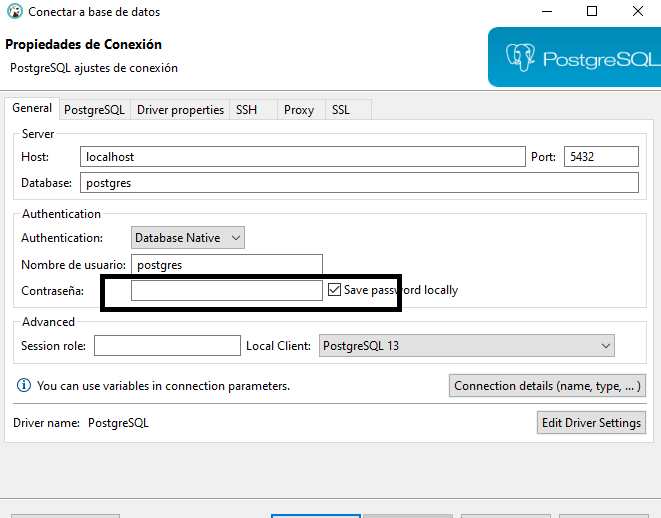 Conectar a base de datos
Propiedades de Conexión
PostgreSQL ajustes de conexión
PostgreSQL
General PostgreSQL Driver properties SSH Proxy SSL
Server
Host: localhost Port: 5432
Database: postgres
Authentication
Authentication: Database Native
Nombre de usuario: postgres
Contraseña: Save password locally
Advanced
Session role: Local Client: PostgreSQL 13
You can use variables in connection parameters. Connection details (name, type, ... )
Driver name: PostgreSQL Edit Driver Settings